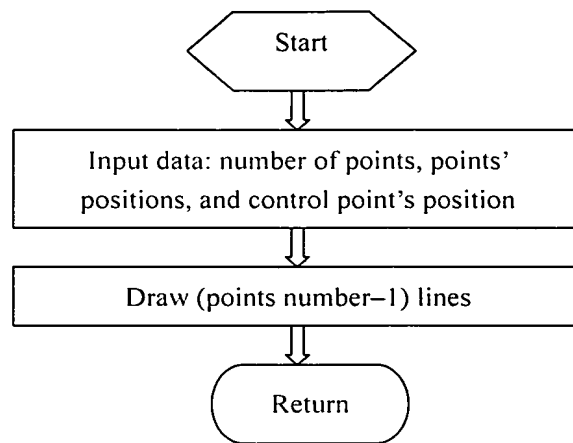 Start
Input data: number of points, points'
positions, and control point's position
Draw (points number–1) lines
Return